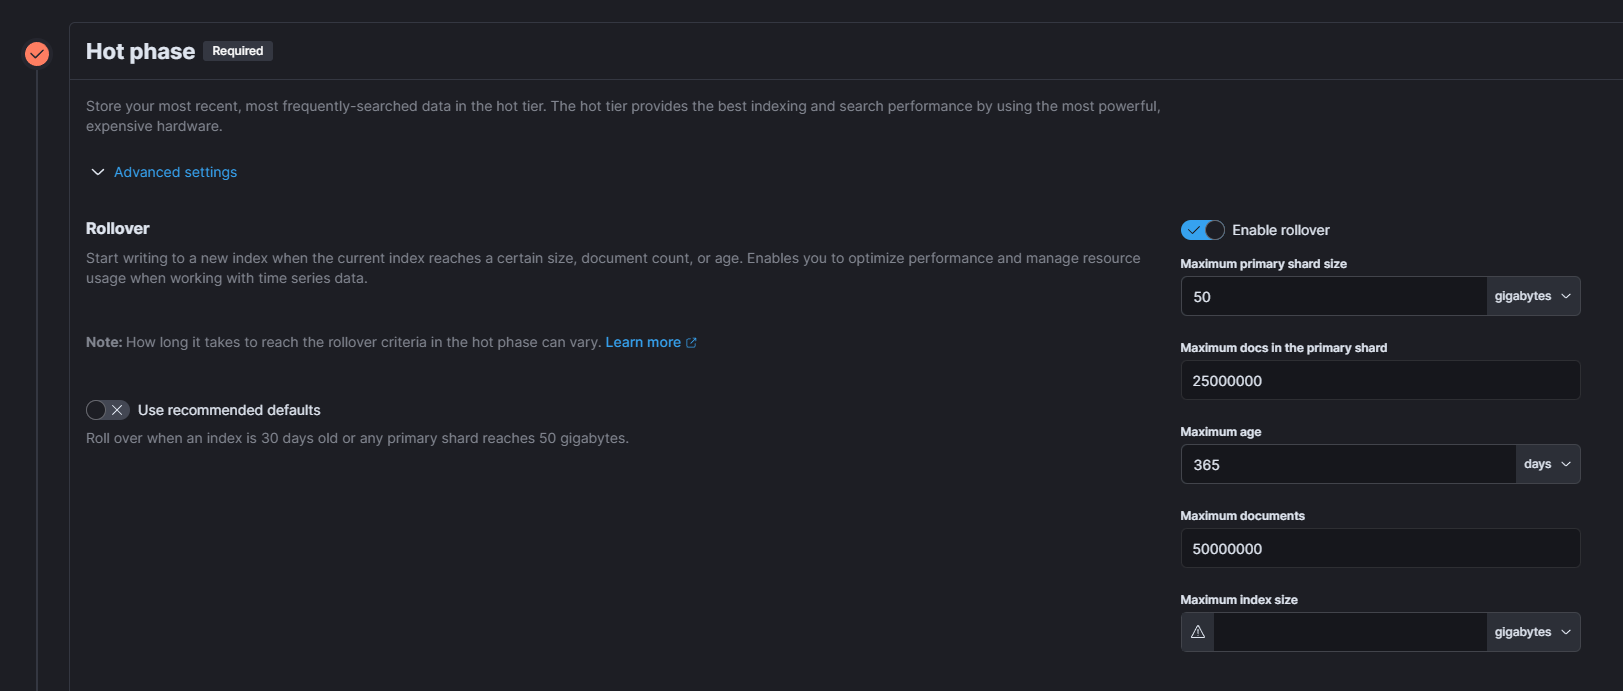 Hot phase Required
Store your most recent, most frequently-searched data in the hot tier. The hot tier provides the best indexing and search performance by using the most powerful,
expensive hardware.
Advanced settings
Rollover
Start writing to a new index when the current index reaches a certain size, document count, or age. Enables you to optimize performance and manage resource
usage when working with time series data.
Note: How long it takes to reach the rollover criteria in the hot phase can vary. Learn more
Use recommended defaults
Roll over when an index is 30 days old or any primary shard reaches 50 gigabytes.
Enable rollover
Maximum primary shard size
50 gigabytes
Maximum docs in the primary shard
25000000
Maximum age
365 days
Maximum documents
50000000
Maximum index size
gigabytes